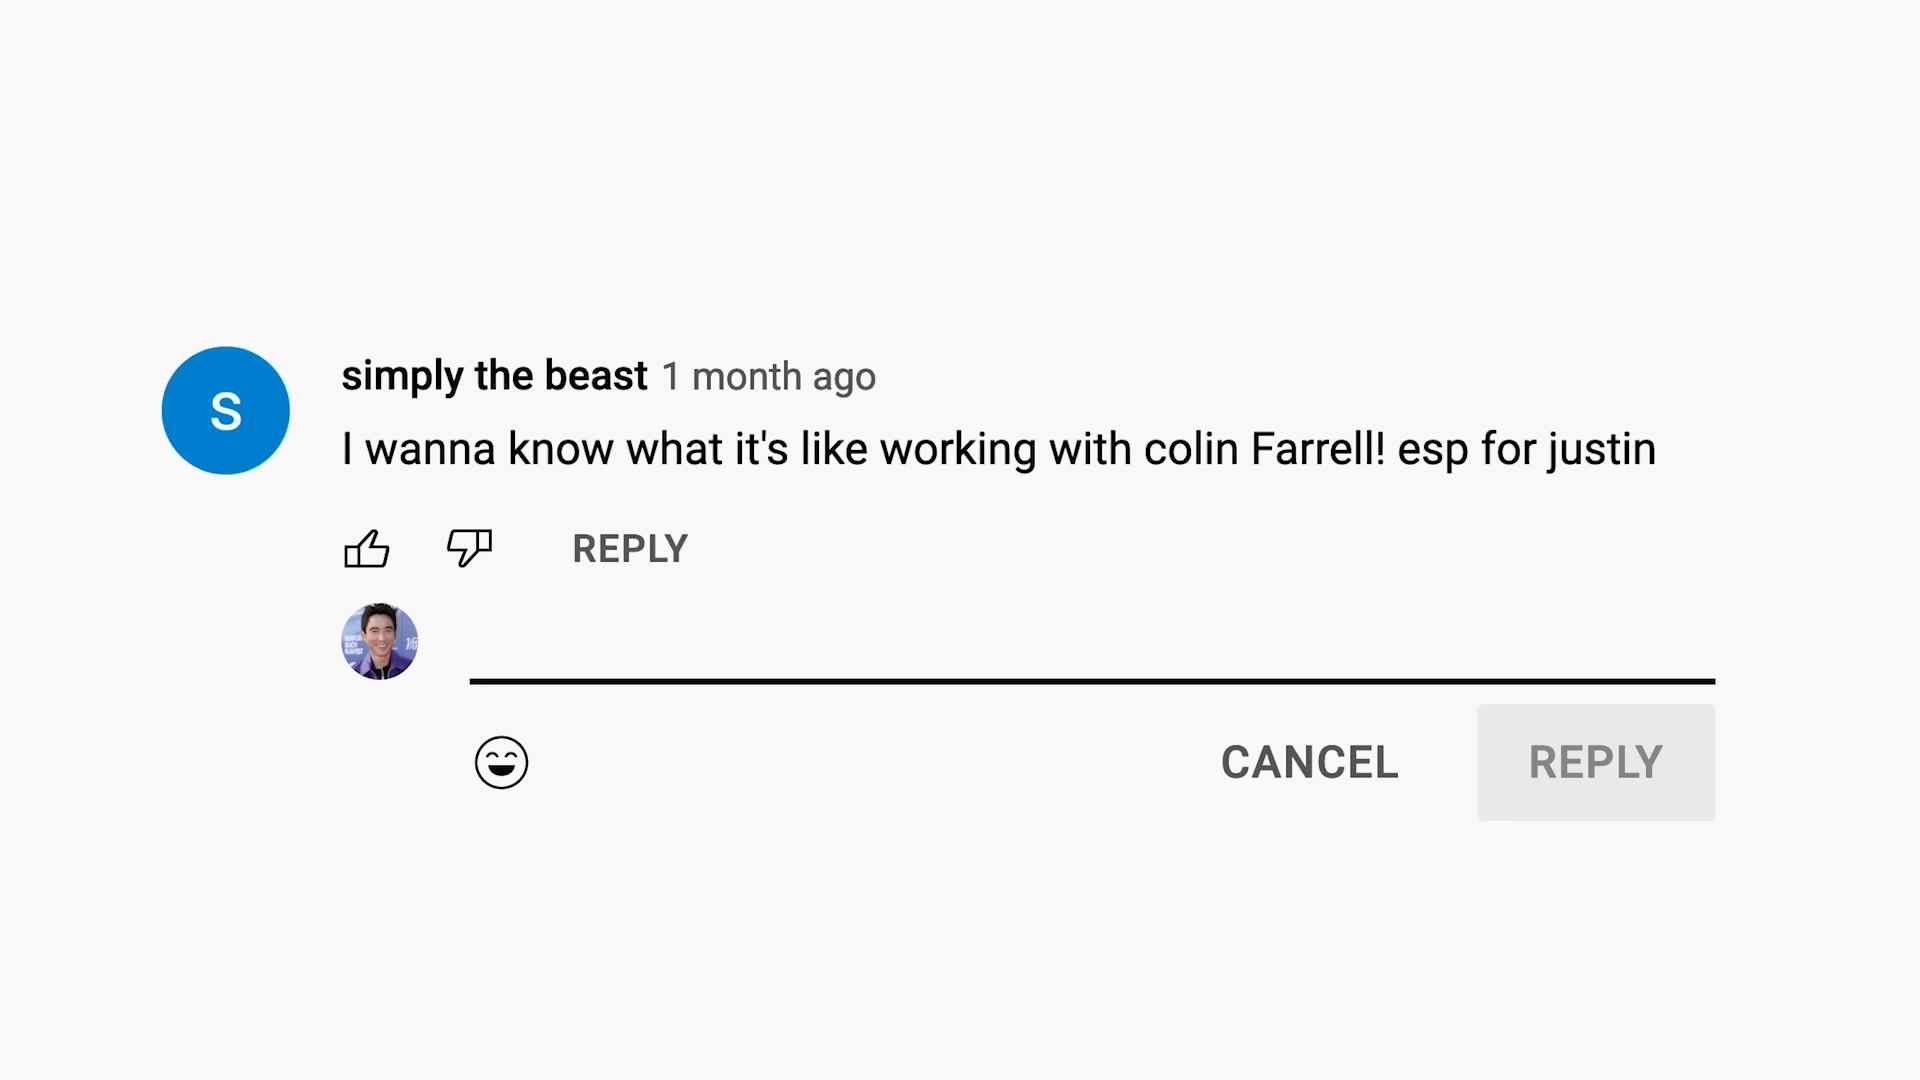 S
simply the beast 1 month ago
I wanna know what it's like working with colin Farrell! esp for justin
REPLY
CANCEL
REPLY